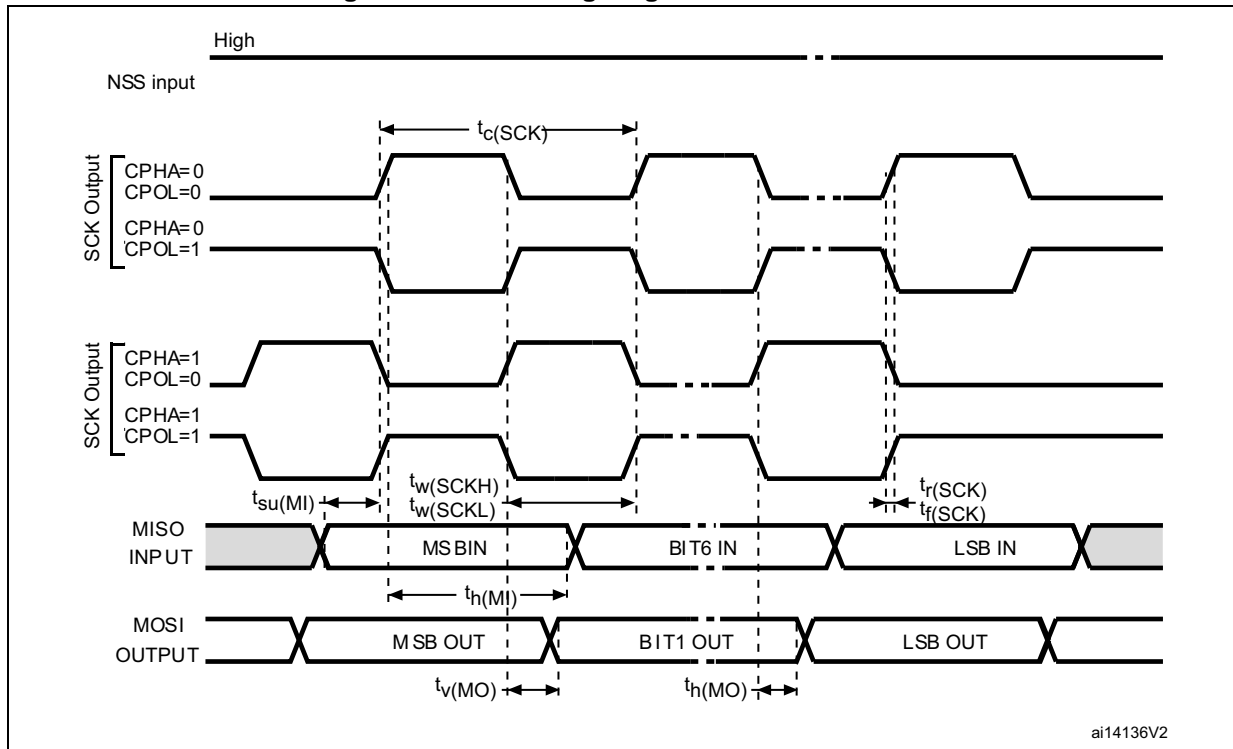 High
NSS input
tc(SCK)
SCK Output
CPHA=0
CPOL=0
CPHA=0
CPOL=1
SCK Output
CPHA=1
CPOL=0
CPHA=1
CPOL=1
tsu(MI)
tw(SCKH)
tw(SCKL)
tr(SCK)
tf(SCK)
MISO
INPUT
MSBIN
BIT6 IN
LSB IN
th(MI)
MOSI
OUTPUT
MSB OUT
BIT1 OUT
LSB OUT
tv(MO)
th(MO)
ai14136V2